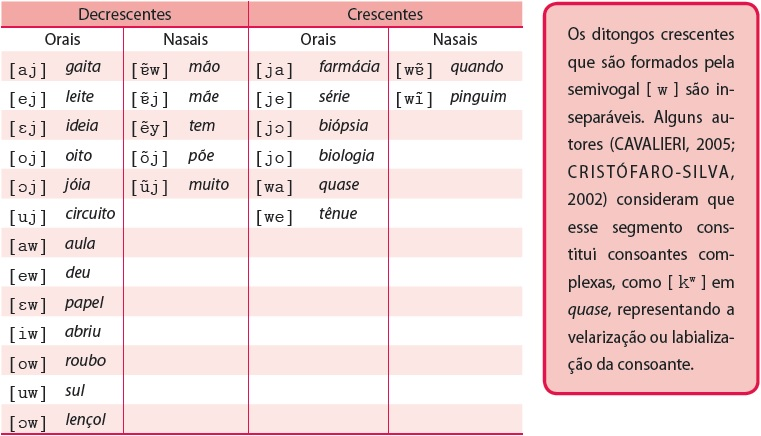 Decrescentes Crescentes
Orais Nasais Orais Nasais
[aj] gaita [ɐ̃w] mão [ja] farmácia [wɐ̃] quando
[ej] leite [ɐ̃j] mãe [je] série [wĩ] pinguim
[ɛj] ideia [ẽy] tem [jɔ] biópsia
[oj] oito [õj] põe [jo] biologia
[ɔj] jóia [ũj] muito [wa] quase
[uj] circuito [we] tênue
[aw] aula
[ew] deu
[ɛw] papel
[iw] abriu
[ow] roubo
[uw] sul
[ɔw] lençol
Os ditongos crescentes
que são formados pela
semivogal [ w ] são in-
separáveis. Alguns au-
tores (CAVALIERI, 2005;
CRISTÓFARO-SILVA,
2002) consideram que
esse segmento cons-
titui consoantes com-
plexas, como [ kʷ ] em
quase, representando a
velarização ou labializa-
ção da consoante.